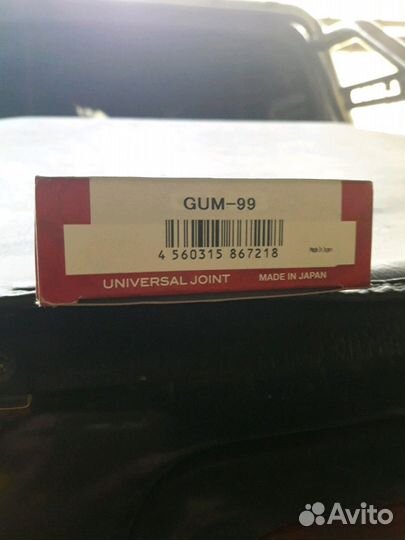 GUM-99
4 560315 867218
Made In Japan
UNIVERSAL JOINT MADE IN JAPAN
Avito